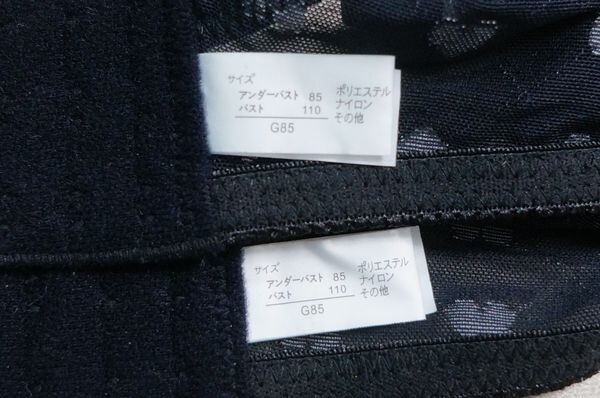 サイズ
アンダーバスト 85 ポリエステル
バスト 110 ナイロン
G85 その他
サイズ
アンダーバスト 85 ポリエステル
バスト 110 ナイロン
G85 その他